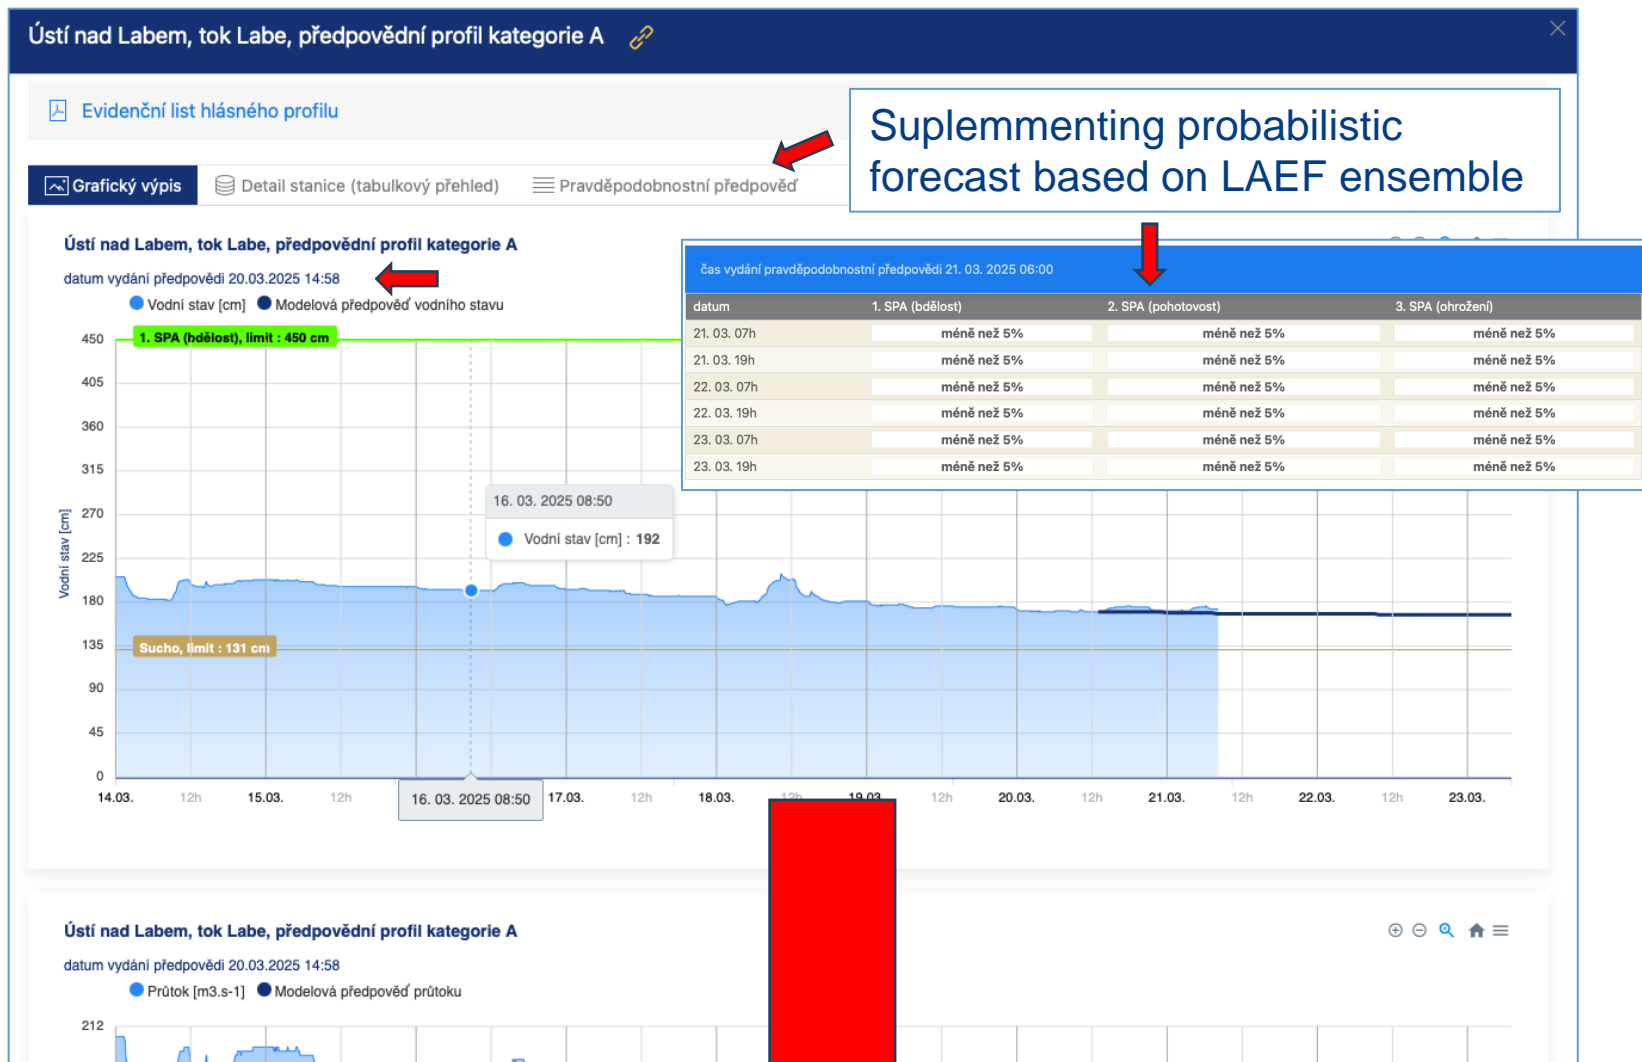 Ústí nad Labem, tok Labe, předpovědní profil kategorie A
Evidenční list hlásného profilu
Suplemmenting probabilistic
forecast based on LAEF ensemble
Grafický výpis
Detail stanice (tabulkový přehled)
Pravděpodobnostní předpověď
Ústí nad Labem, tok Labe, předpovědní profil kategorie A
datum vydání předpovědi 20.03.2025 14:58
Vodní stav [cm]
Modelová předpověď vodního stavu
čas vydání pravděpodobnostní předpovědi 21. 03. 2025 06:00
datum 1. SPA (bdělost) 2. SPA (pohotovost) 3. SPA (ohrožení)
21. 03. 07h méně než 5% méně než 5% méně než 5%
21. 03. 19h méně než 5% méně než 5% méně než 5%
22. 03. 07h méně než 5% méně než 5% méně než 5%
22. 03. 19h méně než 5% méně než 5% méně než 5%
23. 03. 07h méně než 5% méně než 5% méně než 5%
23. 03. 19h méně než 5% méně než 5% méně než 5%
1. SPA (bdělost), limit : 450 cm
450
405
360
315
270
225
180
135
90
45
0
Vodní stav [cm]
16. 03. 2025 08:50
Vodní stav [cm] : 192
Sucho, limit : 131 cm
14.03. 12h 15.03. 12h 16. 03. 2025 08:50 17.03. 12h 18.03. 12h 19.03. 12h 20.03. 12h 21.03. 12h 22.03. 12h 23.03.
Ústí nad Labem, tok Labe, předpovědní profil kategorie A
datum vydání předpovědi 20.03.2025 14:58
Průtok [m3.s-1]
Modelová předpověď průtoku
212